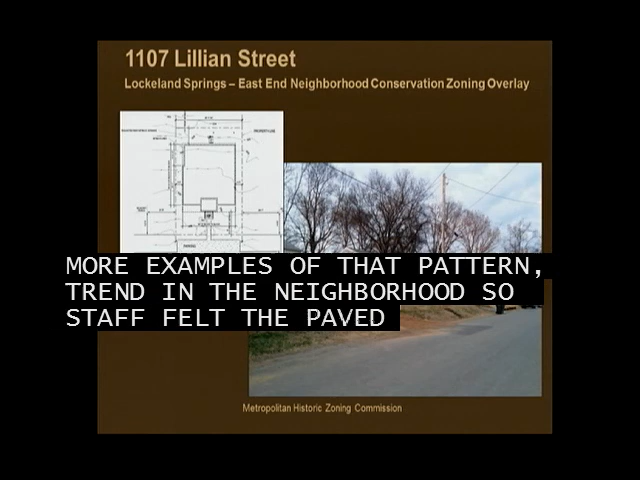 1107 Lillian Street
Lockeland Springs – East End Neighborhood Conservation Zoning Overlay
MORE EXAMPLES OF THAT PATTERN,
TREND IN THE NEIGHBORHOOD SO
STAFF FELT THE PAVED
Metropolitan Historic Zoning Commission